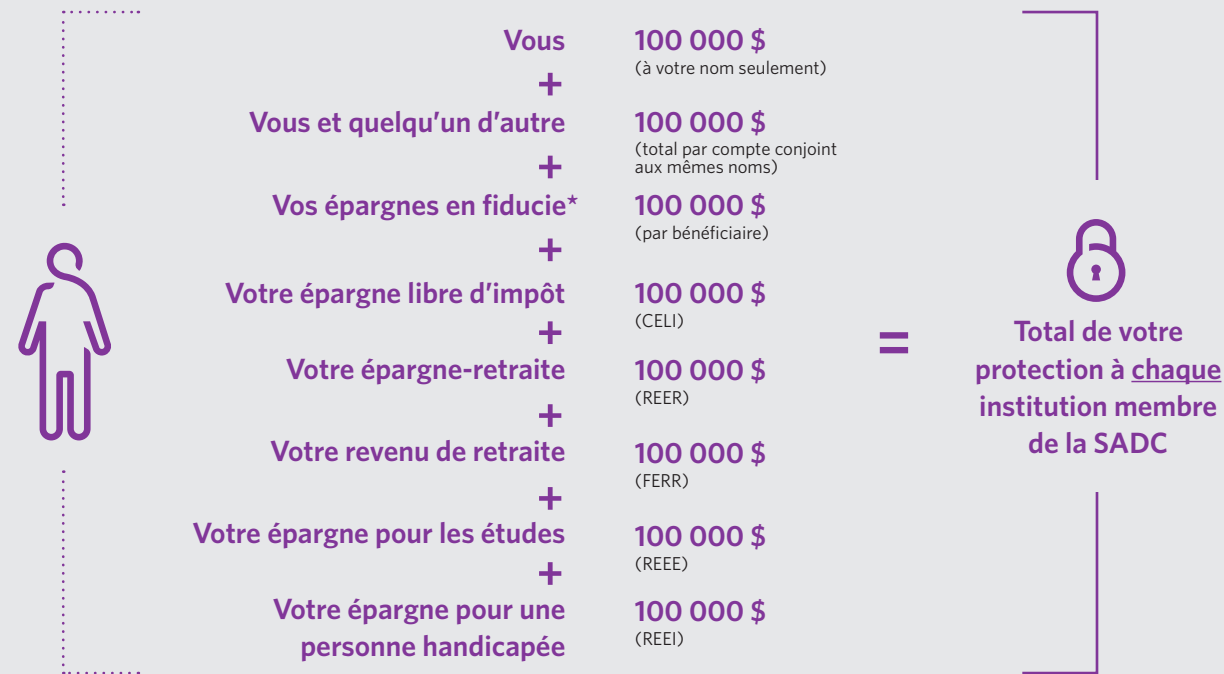 Vous
100 000 $
(à votre nom seulement)
+
Vous et quelqu’un d’autre
100 000 $
(total par compte conjoint
aux mêmes noms)
+
Vos épargnes en fiducie*
100 000 $
(par bénéficiaire)
+
Votre épargne libre d’impôt
100 000 $
(CELI)
+
Votre épargne-retraite
100 000 $
(REER)
+
Votre revenu de retraite
100 000 $
(FERR)
+
Votre épargne pour les études
100 000 $
(REEE)
+
Votre épargne pour une
personne handicapée
100 000 $
(REEI)
=
Total de votre
protection à chaque
institution membre
de la SADC